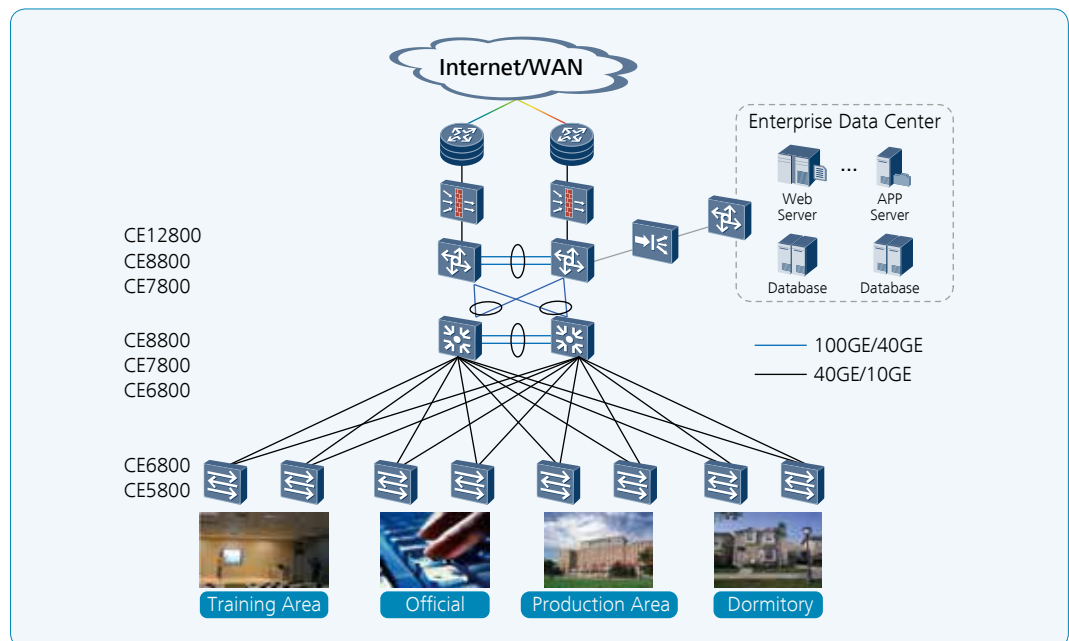 Internet/WAN
Enterprise Data Center
...
Web
Server
APP
Server
Database
Database
CE12800
CE8800
CE7800
CE8800
CE7800
CE6800
100GE/40GE
40GE/10GE
CE6800
CE5800
Training Area
Official
Production Area
Dormitory